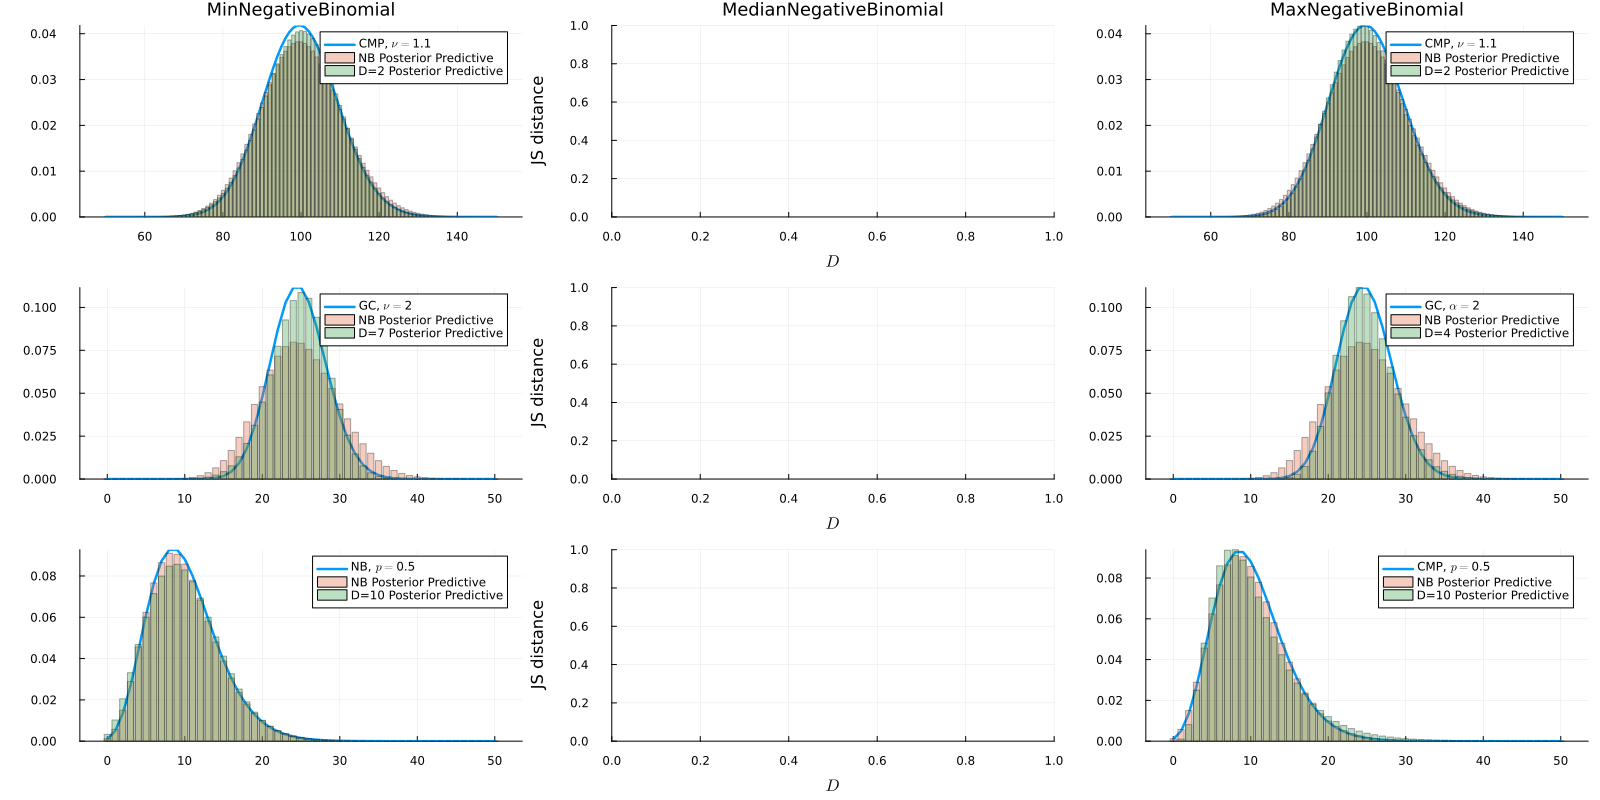 MinNegativeBinomial
MedianNegativeBinomial
MaxNegativeBinomial
0.04
0.03
0.02
0.01
0.00
60 80 100 120 140
CMP, ν = 1.1
NB Posterior Predictive
D=2 Posterior Predictive
JS distance
1.0
0.8
0.6
0.4
0.2
0.0
0.0 0.2 0.4 0.6 0.8 1.0
D
0.04
0.03
0.02
0.01
0.00
60 80 100 120 140
CMP, ν = 1.1
NB Posterior Predictive
D=2 Posterior Predictive
0.100
0.075
0.050
0.025
0.000
0 10 20 30 40 50
GC, ν = 2
NB Posterior Predictive
D=7 Posterior Predictive
JS distance
1.0
0.8
0.6
0.4
0.2
0.0
0.0 0.2 0.4 0.6 0.8 1.0
D
0.100
0.075
0.050
0.025
0.000
0 10 20 30 40 50
GC, α = 2
NB Posterior Predictive
D=4 Posterior Predictive
0.08
0.06
0.04
0.02
0.00
0 10 20 30 40 50
NB, p = 0.5
NB Posterior Predictive
D=10 Posterior Predictive
JS distance
1.0
0.8
0.6
0.4
0.2
0.0
0.0 0.2 0.4 0.6 0.8 1.0
D
0.08
0.06
0.04
0.02
0.00
0 10 20 30 40 50
CMP, p = 0.5
NB Posterior Predictive
D=10 Posterior Predictive